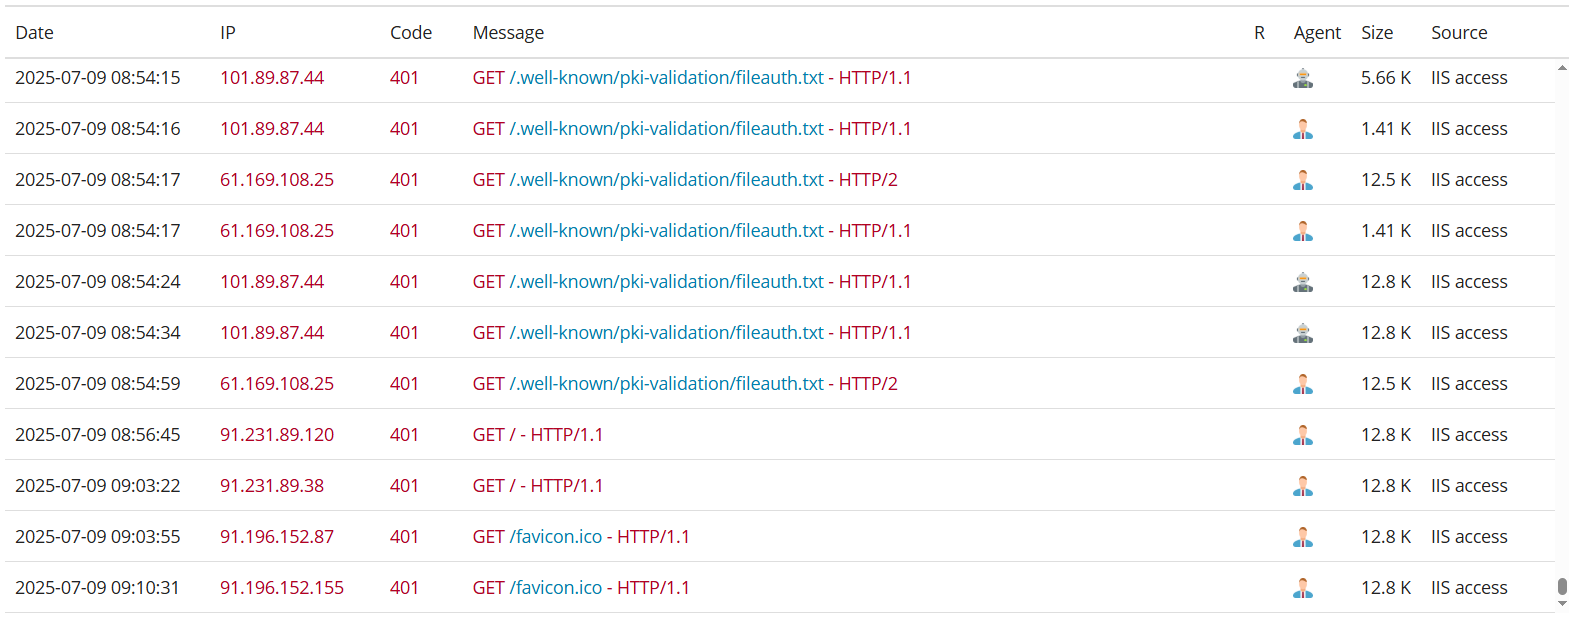 Date IP Code Message R Agent Size Source
2025-07-09 08:54:15 101.89.87.44 401 GET /.well-known/pki-validation/fileauth.txt - HTTP/1.1 5.66 K IIS access
2025-07-09 08:54:16 101.89.87.44 401 GET /.well-known/pki-validation/fileauth.txt - HTTP/1.1 1.41 K IIS access
2025-07-09 08:54:17 61.169.108.25 401 GET /.well-known/pki-validation/fileauth.txt - HTTP/2 12.5 K IIS access
2025-07-09 08:54:17 61.169.108.25 401 GET /.well-known/pki-validation/fileauth.txt - HTTP/1.1 1.41 K IIS access
2025-07-09 08:54:24 101.89.87.44 401 GET /.well-known/pki-validation/fileauth.txt - HTTP/1.1 12.8 K IIS access
2025-07-09 08:54:34 101.89.87.44 401 GET /.well-known/pki-validation/fileauth.txt - HTTP/1.1 12.8 K IIS access
2025-07-09 08:54:59 61.169.108.25 401 GET /.well-known/pki-validation/fileauth.txt - HTTP/2 12.5 K IIS access
2025-07-09 08:56:45 91.231.89.120 401 GET / - HTTP/1.1 12.8 K IIS access
2025-07-09 09:03:22 91.231.89.38 401 GET / - HTTP/1.1 12.8 K IIS access
2025-07-09 09:03:55 91.196.152.87 401 GET /favicon.ico - HTTP/1.1 12.8 K IIS access
2025-07-09 09:10:31 91.196.152.155 401 GET /favicon.ico - HTTP/1.1 12.8 K IIS access